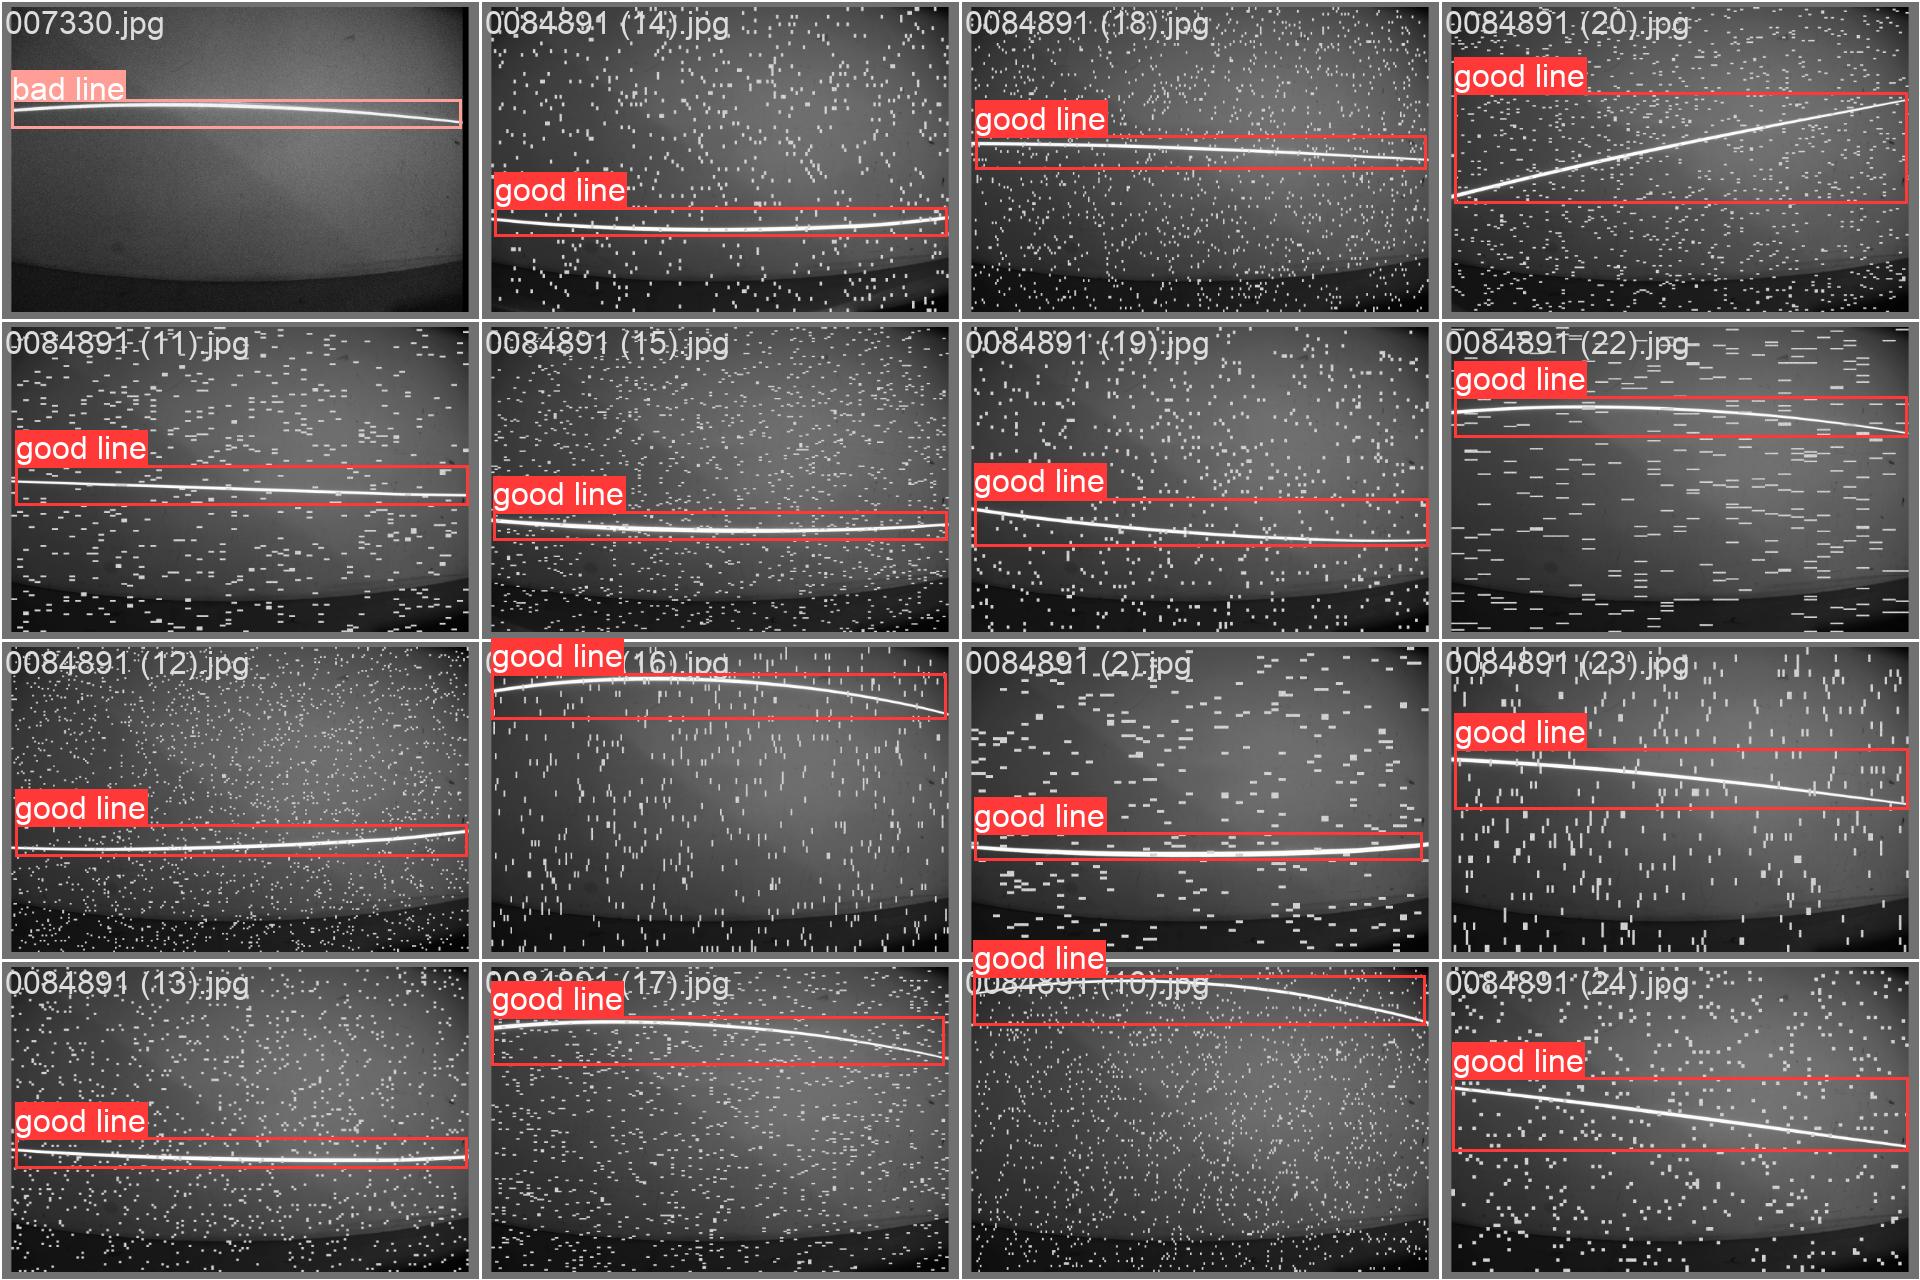 007330.jpg
bad line
0084891 (14).jpg
good line
0084891 (18).jpg
good line
0084891 (20).jpg
good line
0084891 (11).jpg
good line
0084891 (15).jpg
good line
0084891 (19).jpg
good line
0084891 (22).jpg
good line
0084891 (12).jpg
good line
(16).jpg
good line
0084891 (2).jpg
good line
0084891 (23).jpg
good line
0084891 (13).jpg
good line
0084891 (17).jpg
good line
good line
0084891 (10).jpg
0084891 (24).jpg
good line